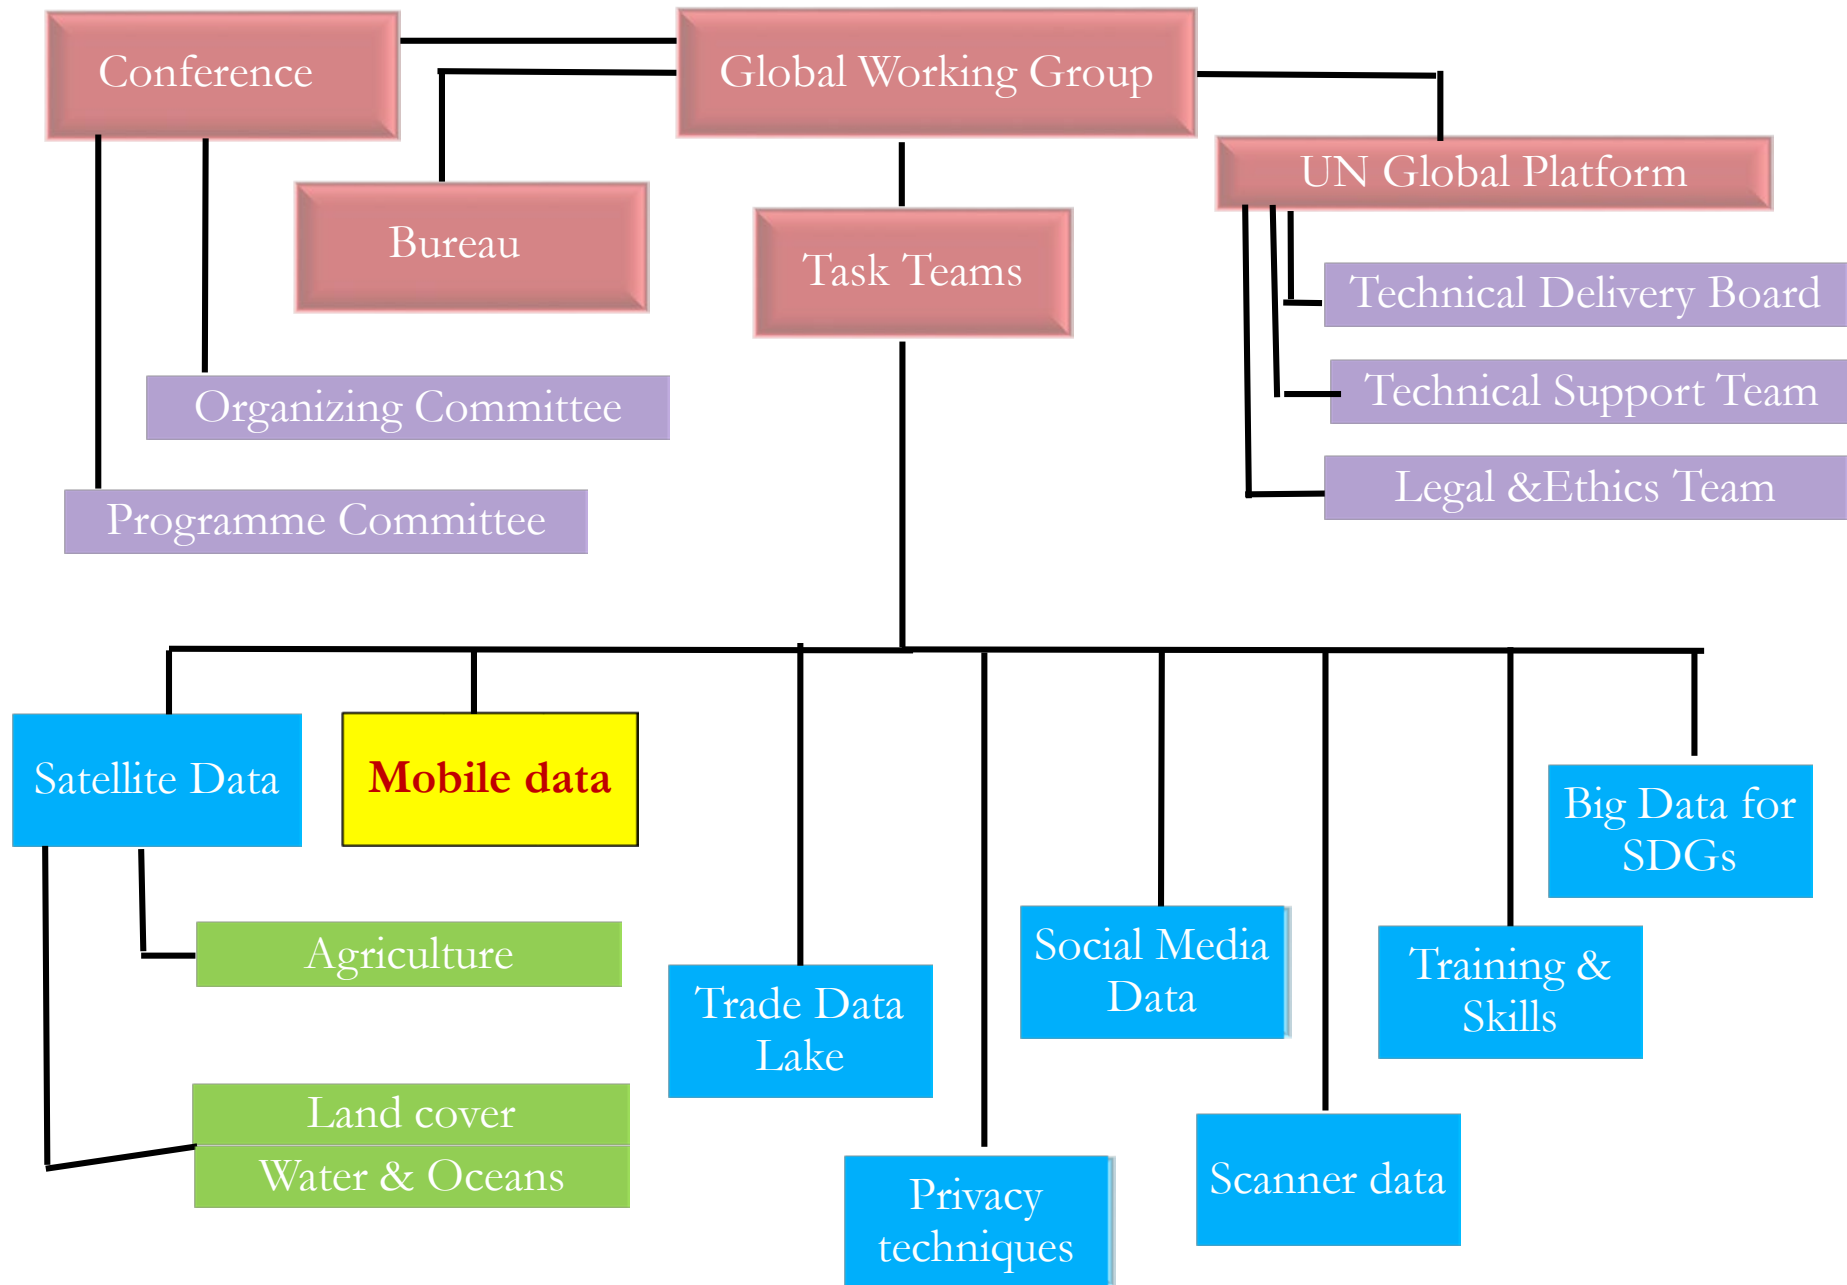 Conference
Global Working Group
UN Global Platform
Bureau
Task Teams
Technical Delivery Board
Organizing Committee
Technical Support Team
Programme Committee
Legal &Ethics Team
Satellite Data
Mobile data
Big Data for
SDGs
Agriculture
Trade Data
Lake
Social Media
Data
Training &
Skills
Land cover
Water & Oceans
Privacy
techniques
Scanner data